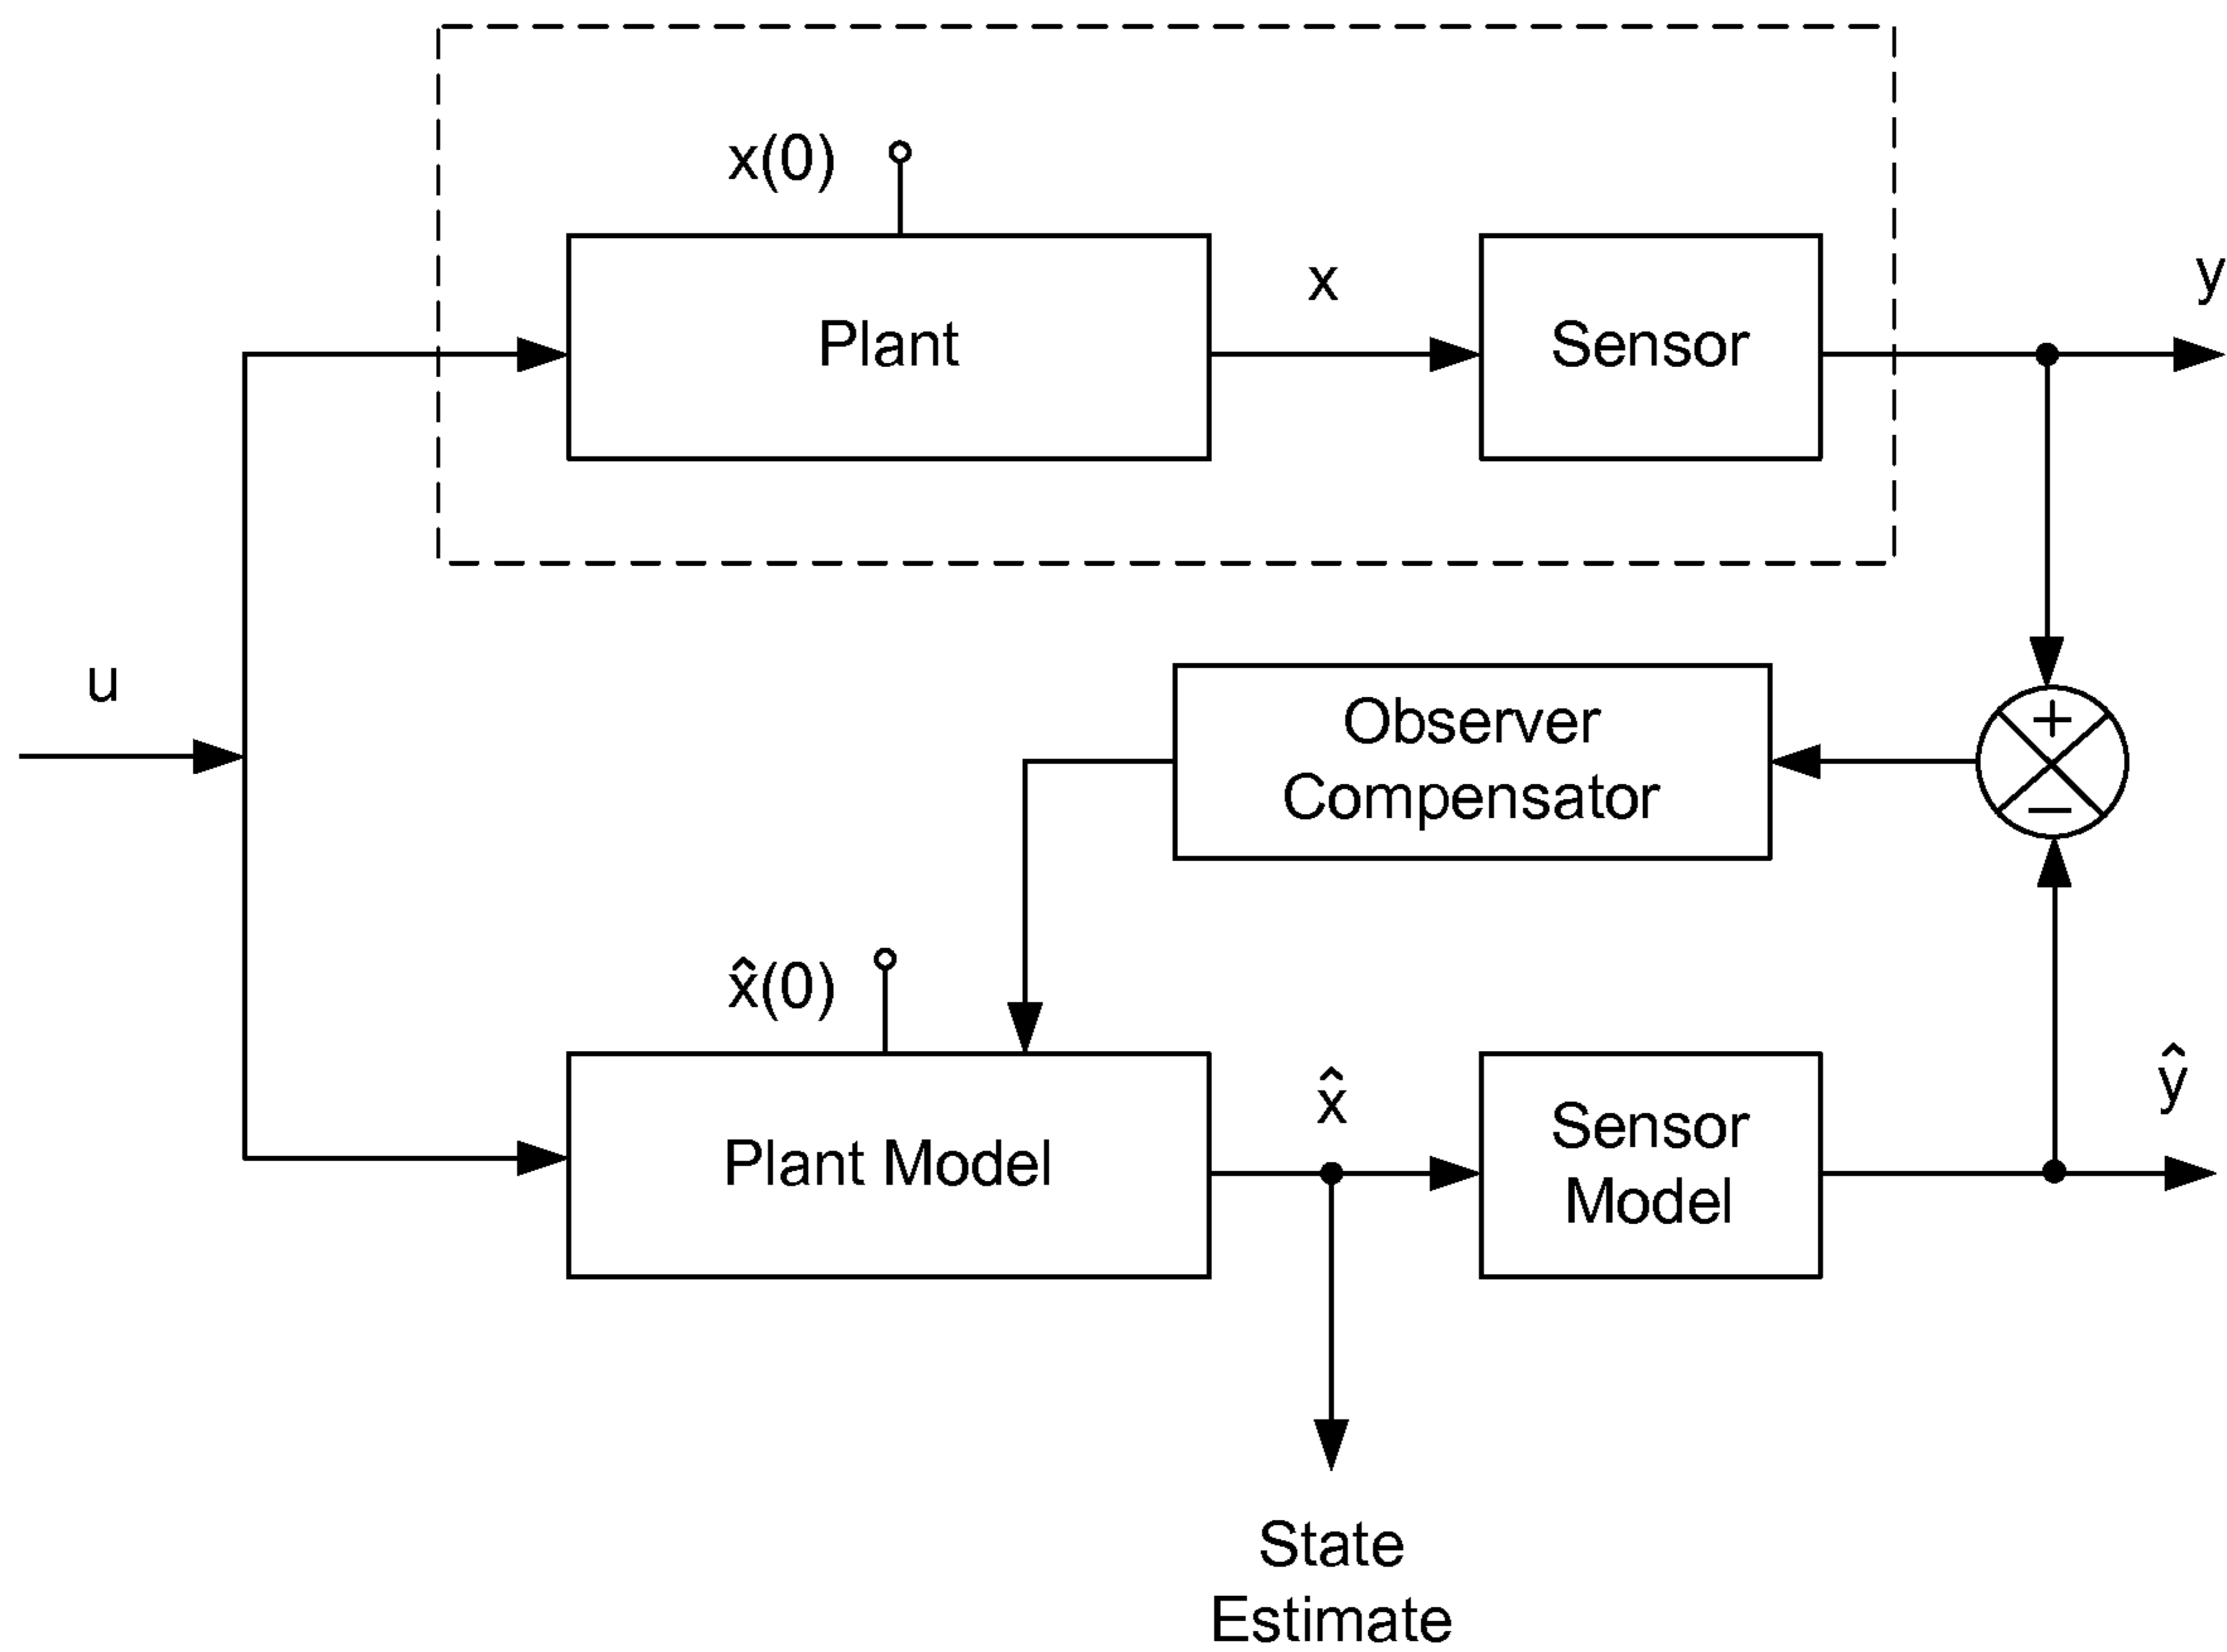 x(0)
x
y
Plant
Sensor
u
+
Observer
Compensator
−
x̂(0)
x̂
ŷ
Plant Model
Sensor
Model
State
Estimate